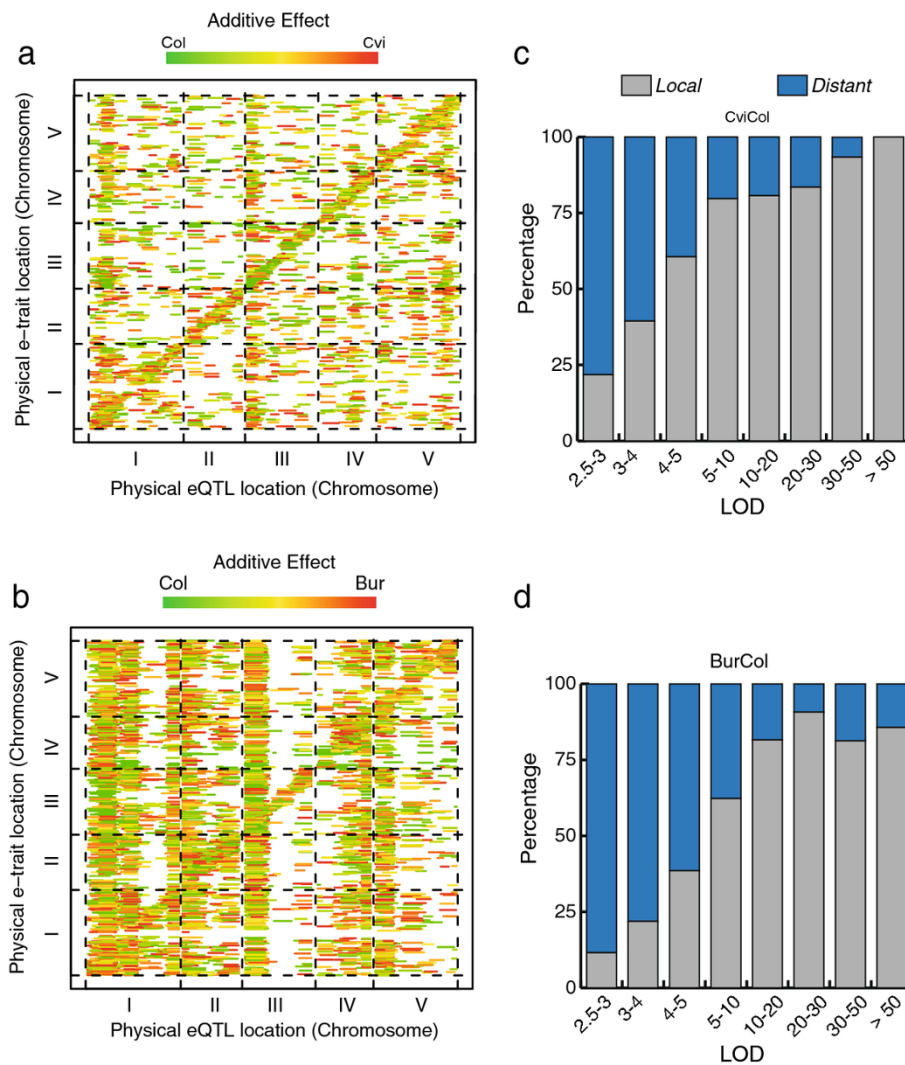 a
Additive Effect
Col
Cvi
Physical e−trait location (Chromosome)
V
IV
III
II
I
I
II
III
IV
V
Physical eQTL location (Chromosome)
c
Local
Distant
CviCol
Percentage
100
75
50
25
0
2.5-3
3-4
4-5
5-10
10-20
20-30
30-50
> 50
LOD
b
Additive Effect
Col
Bur
Physical e−trait location (Chromosome)
V
IV
III
II
I
I
II
III
IV
V
Physical eQTL location (Chromosome)
d
BurCol
Percentage
100
75
50
25
0
2.5-3
3-4
4-5
5-10
10-20
20-30
30-50
> 50
LOD